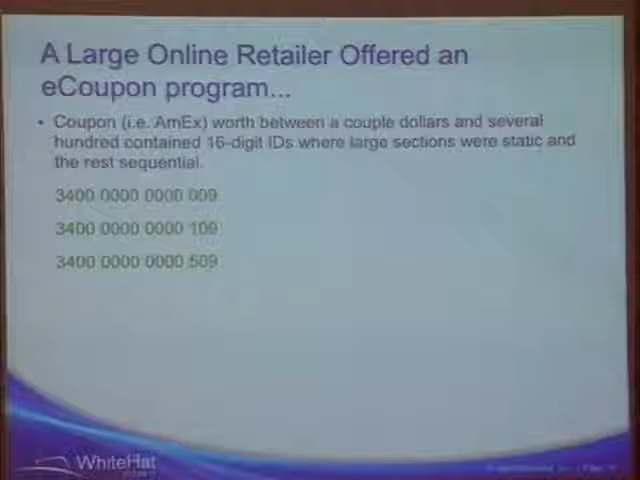 A Large Online Retailer Offered an
eCoupon program...
• Coupon (i.e. AmEx) worth between a couple dollars and several
hundred contained 16-digit IDs where large sections were static and
the rest sequential.
3400 0000 0000 009
3400 0000 0000 109
3400 0000 0000 509
WhiteHat